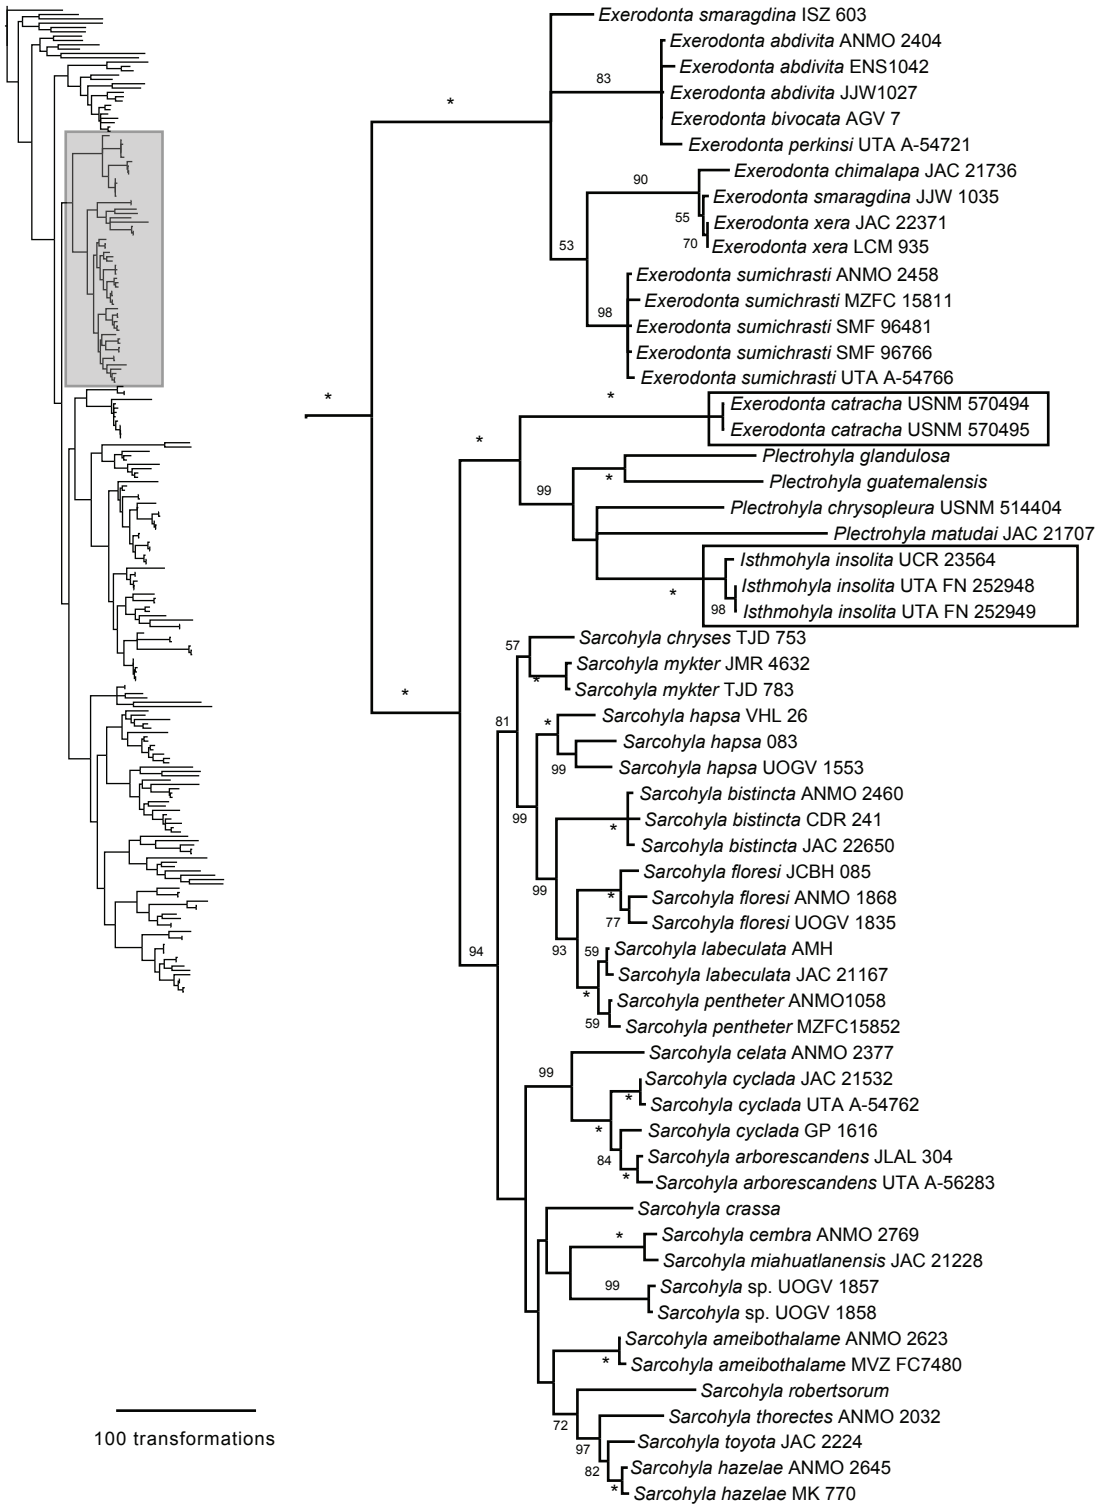 Exerodonta smaragdina ISZ 603
Exerodonta abdivita ANMO 2404
Exerodonta abdivita ENS1042
83
Exerodonta abdivita JJW1027
*
Exerodonta bivocata AGV 7
Exerodonta perkinsi UTA A-54721
Exerodonta chimalapa JAC 21736
90
Exerodonta smaragdina JJW 1035
55
Exerodonta xera JAC 22371
70
Exerodonta xera LCM 935
53
Exerodonta sumichrasti ANMO 2458
Exerodonta sumichrasti MZFC 15811
98
Exerodonta sumichrasti SMF 96481
Exerodonta sumichrasti SMF 96766
Exerodonta sumichrasti UTA A-54766
*
*
Exerodonta catracha USNM 570494
Exerodonta catracha USNM 570495
*
Plectrohyla glandulosa
*
Plectrohyla guatemalensis
99
Plectrohyla chrysopleura USNM 514404
Plectrohyla matudai JAC 21707
Isthmohyla insolita UCR 23564
Isthmohyla insolita UTA FN 252948
*
98
Isthmohyla insolita UTA FN 252949
Sarcohyla chryses TJD 753
57
Sarcohyla mykter JMR 4632
*
Sarcohyla mykter TJD 783
*
Sarcohyla hapsa VHL 26
*
81
Sarcohyla hapsa 083
99
Sarcohyla hapsa UOGV 1553
Sarcohyla bistincta ANMO 2460
99
Sarcohyla bistincta CDR 241
*
Sarcohyla bistincta JAC 22650
Sarcohyla floresi JCBH 085
99
*
Sarcohyla floresi ANMO 1868
77
Sarcohyla floresi UOGV 1835
94
93
59
Sarcohyla labeculata AMH
Sarcohyla labeculata JAC 21167
*
Sarcohyla pentheter ANMO1058
59
Sarcohyla pentheter MZFC15852
Sarcohyla celata ANMO 2377
99
Sarcohyla cyclada JAC 21532
*
Sarcohyla cyclada UTA A-54762
*
Sarcohyla cyclada GP 1616
84
Sarcohyla arborescandens JLAL 304
*
Sarcohyla arborescandens UTA A-56283
Sarcohyla crassa
*
Sarcohyla cembra ANMO 2769
Sarcohyla miahuatlanensis JAC 21228
99
Sarcohyla sp. UOGV 1857
Sarcohyla sp. UOGV 1858
Sarcohyla ameibothalame ANMO 2623
*
Sarcohyla ameibothalame MVZ FC7480
Sarcohyla robertsorum
72
Sarcohyla thorectes ANMO 2032
97
Sarcohyla toyota JAC 2224
82
Sarcohyla hazelae ANMO 2645
*
Sarcohyla hazelae MK 770
100 transformations